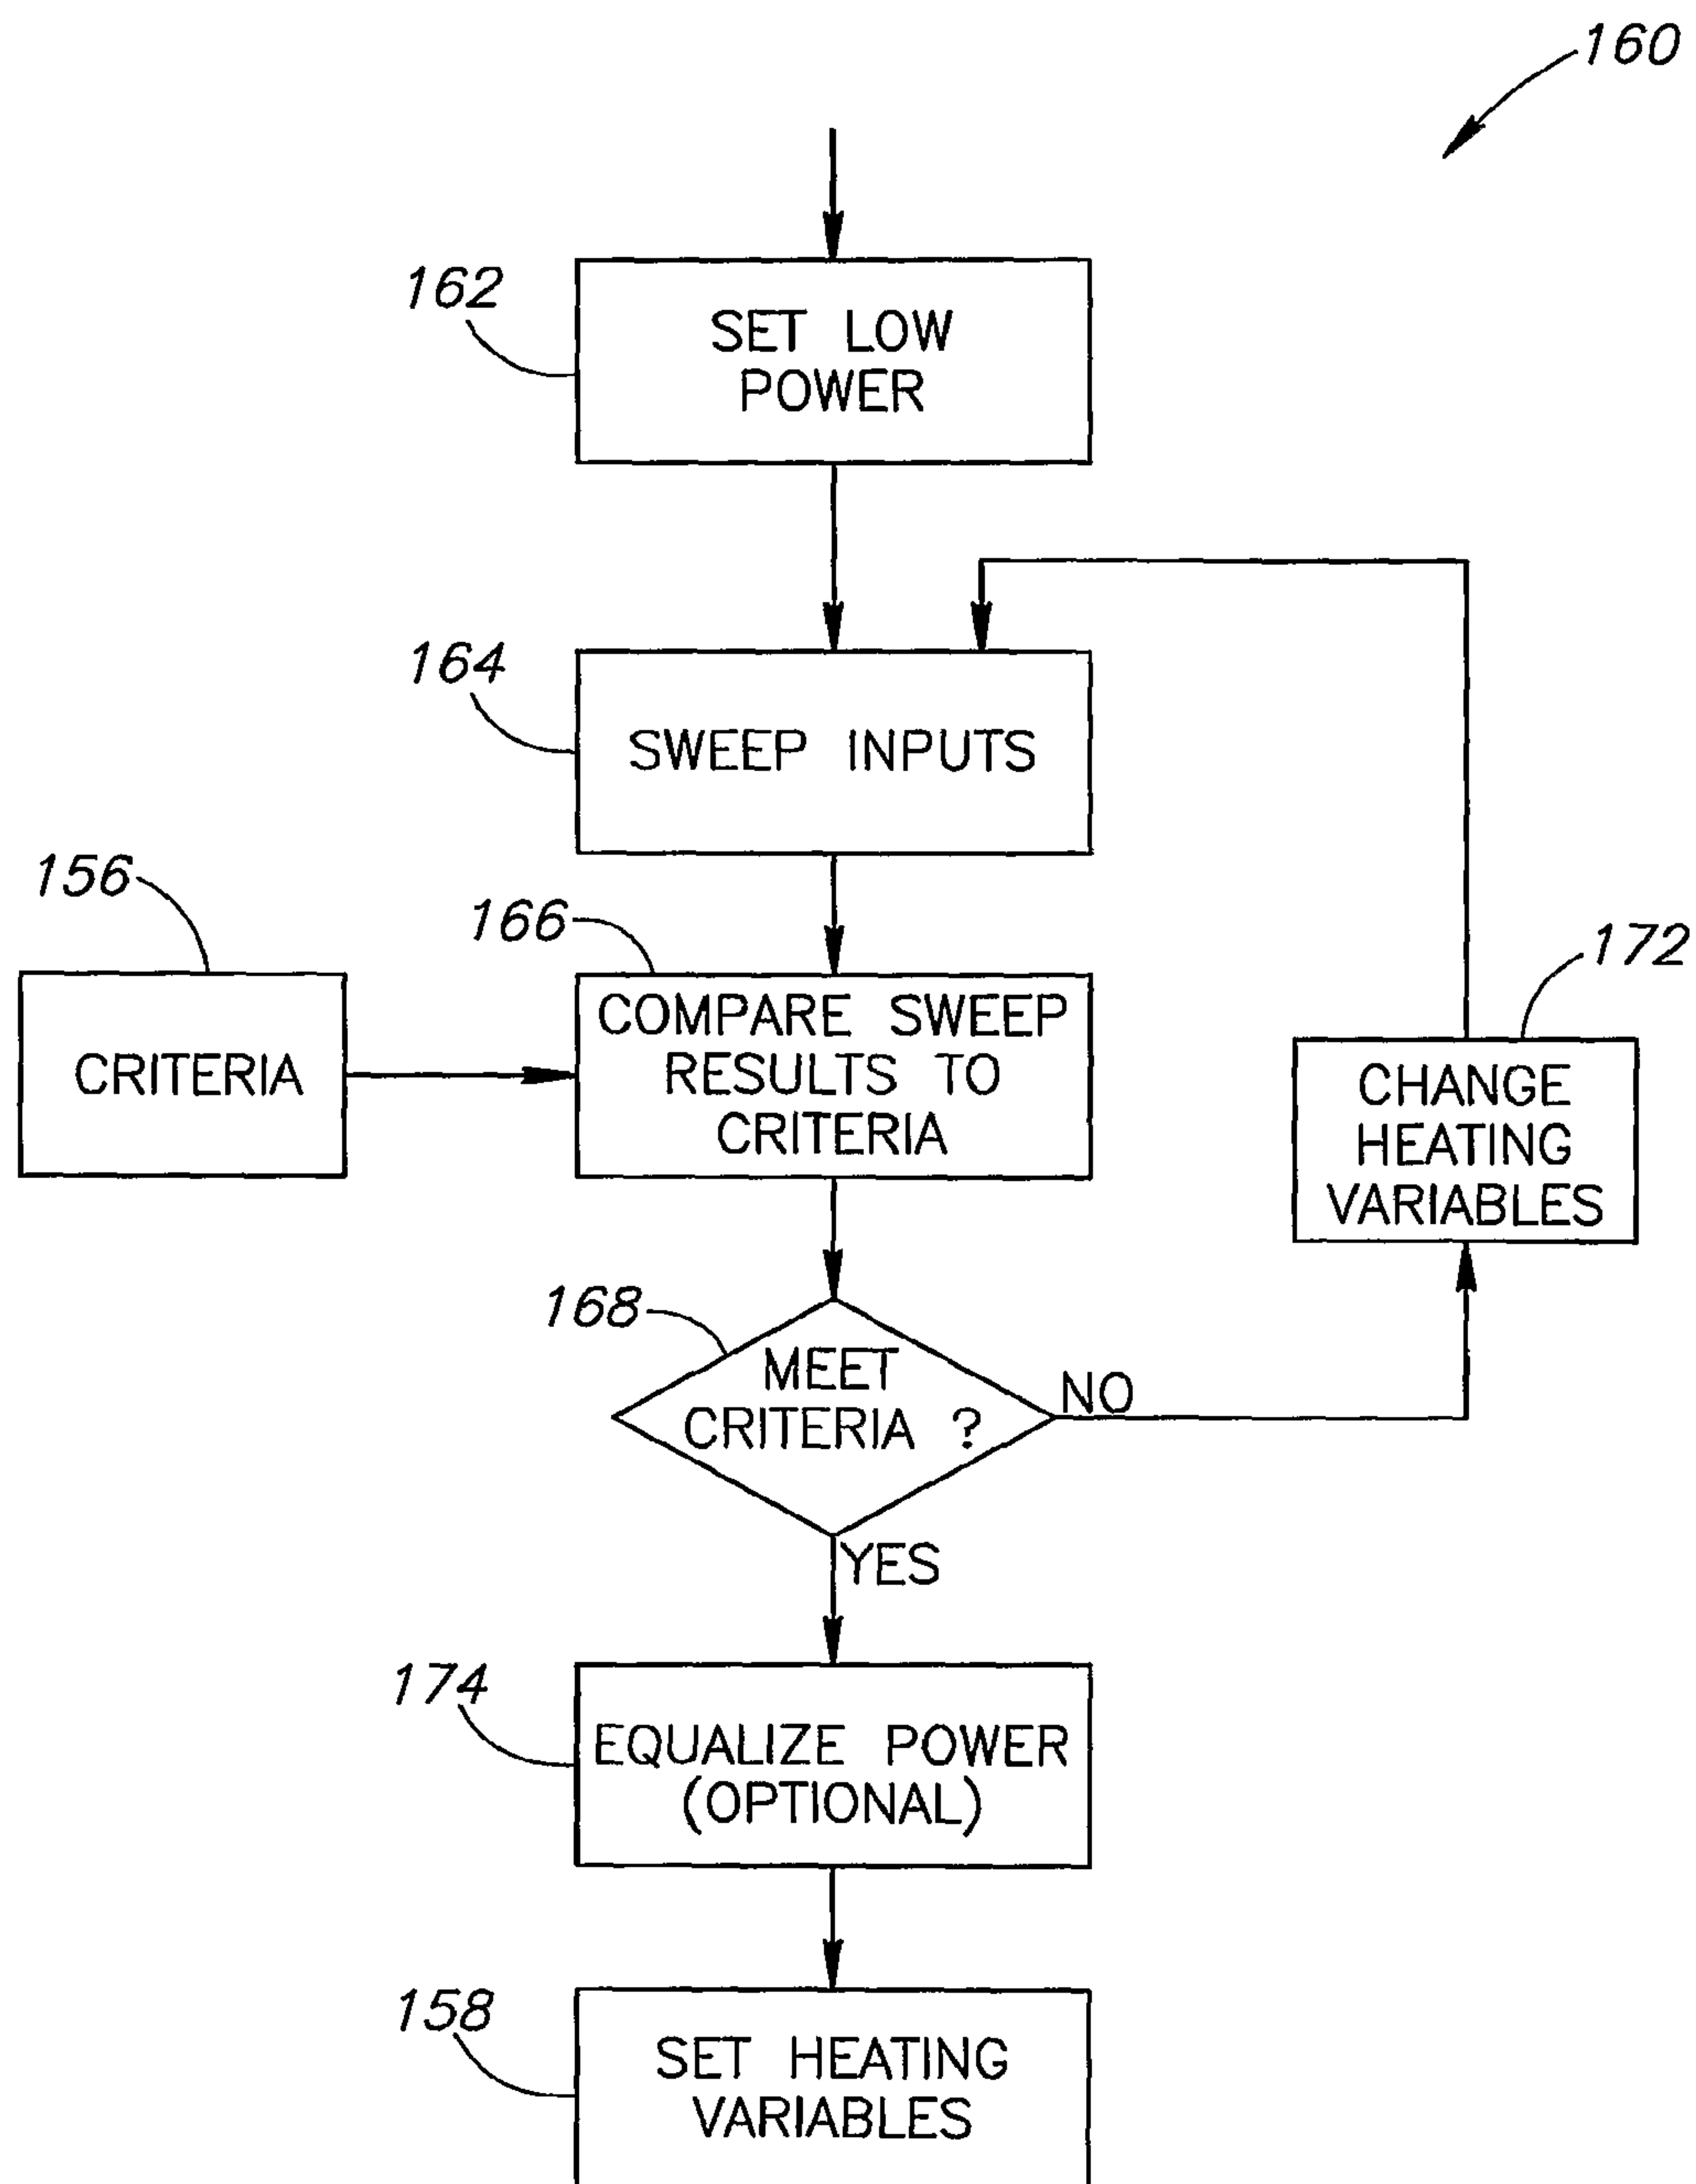 160
162
SET LOW
POWER
164
SWEEP INPUTS
156
CRITERIA
166
COMPARE SWEEP
RESULTS TO
CRITERIA
172
CHANGE
HEATING
VARIABLES
168
MEET
CRITERIA ?
NO
YES
174
EQUALIZE POWER
(OPTIONAL)
158
SET HEATING
VARIABLES